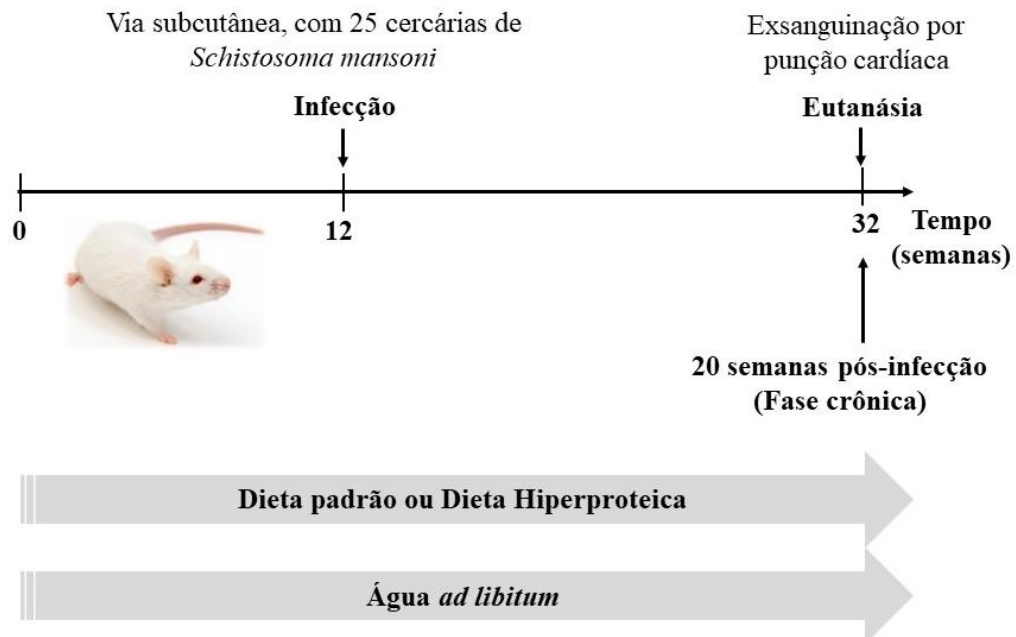 Via subcutânea, com 25 cercárias de
Schistosoma mansoni
Infecção
Exsanguinação por
punção cardíaca
Eutanásia
0
12
32
Tempo
(semanas)
20 semanas pós-infecção
(Fase crônica)
Dieta padrão ou Dieta Hiperproteica
Água ad libitum